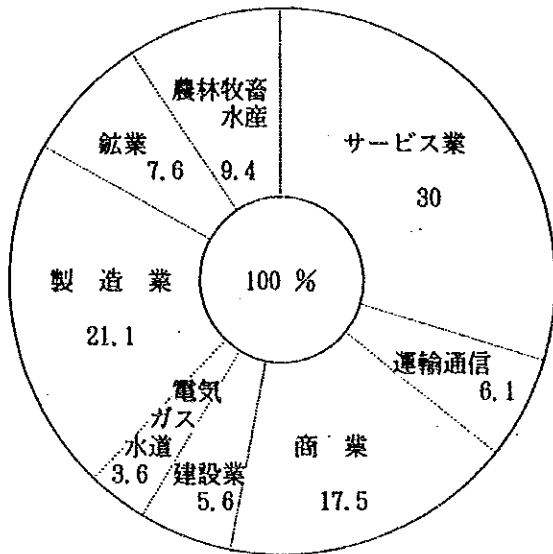 農林牧畜
水産
9.4
サービス業
30
鉱業
7.6
製造業
21.1
100 %
運輸通信
6.1
電気
ガス
水道
3.6
建設業
5.6
商業
17.5